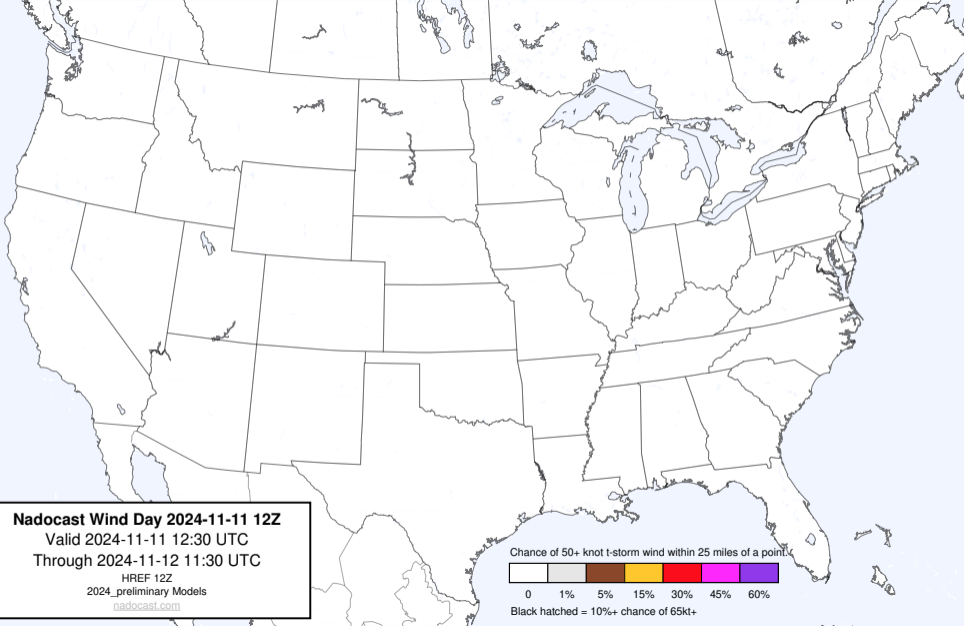 Nadocast Wind Day 2024-11-11 12Z
Valid 2024-11-11 12:30 UTC
Through 2024-11-12 11:30 UTC
HREF 12Z
2024_preliminary Models
nadocast.com
Chance of 50+ knot t-storm wind within 25 miles of a point.
0 1% 5% 15% 30% 45% 60%
Black hatched = 10%+ chance of 65kt+